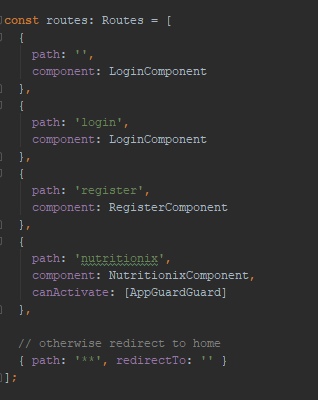 const routes: Routes = [
  {
    path: '',
    component: LoginComponent
  },
  {
    path: 'login',
    component: LoginComponent
  },
  {
    path: 'register',
    component: RegisterComponent
  },
  {
    path: 'nutritionix',
    component: NutritionixComponent,
    canActivate: [AppGuardGuard]
  },

  // otherwise redirect to home
  { path: '**', redirectTo: '' }
];